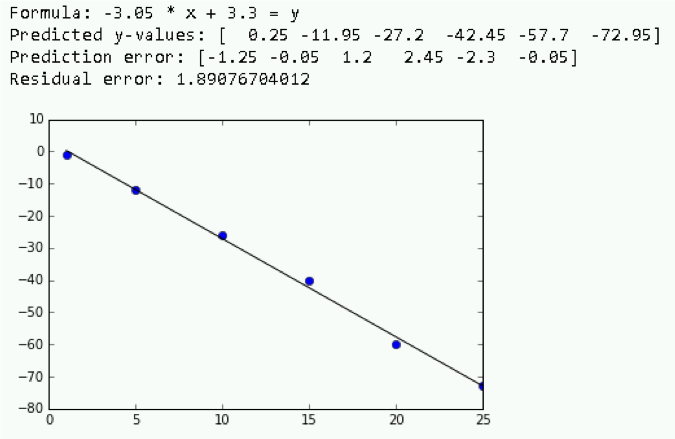 Formula: -3.05 * x + 3.3 = y
Predicted y-values: [  0.25 -11.95 -27.2  -42.45 -57.7  -72.95]
Prediction error: [-1.25 -0.05  1.2   2.45 -2.3  -0.05]
Residual error: 1.89076704012
10
0
−10
−20
−30
−40
−50
−60
−70
−80
0 5 10 15 20 25